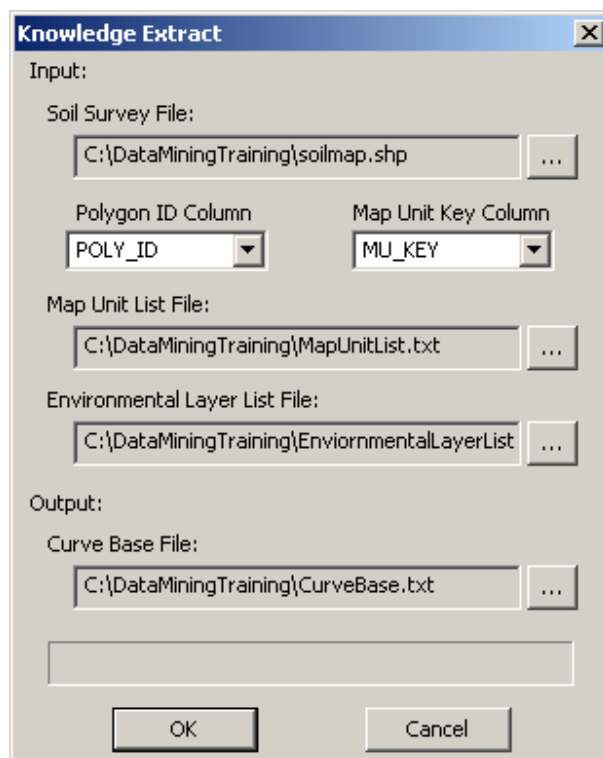 Knowledge Extract
Input:
Soil Survey File:
C:\DataMiningTraining\soilmap.shp ...
Polygon ID Column Map Unit Key Column
POLY_ID MU_KEY
Map Unit List File:
C:\DataMiningTraining\MapUnitList.txt ...
Environmental Layer List File:
C:\DataMiningTraining\EnviornmentalLayerList ...
Output:
Curve Base File:
C:\DataMiningTraining\CurveBase.txt ...
OK Cancel